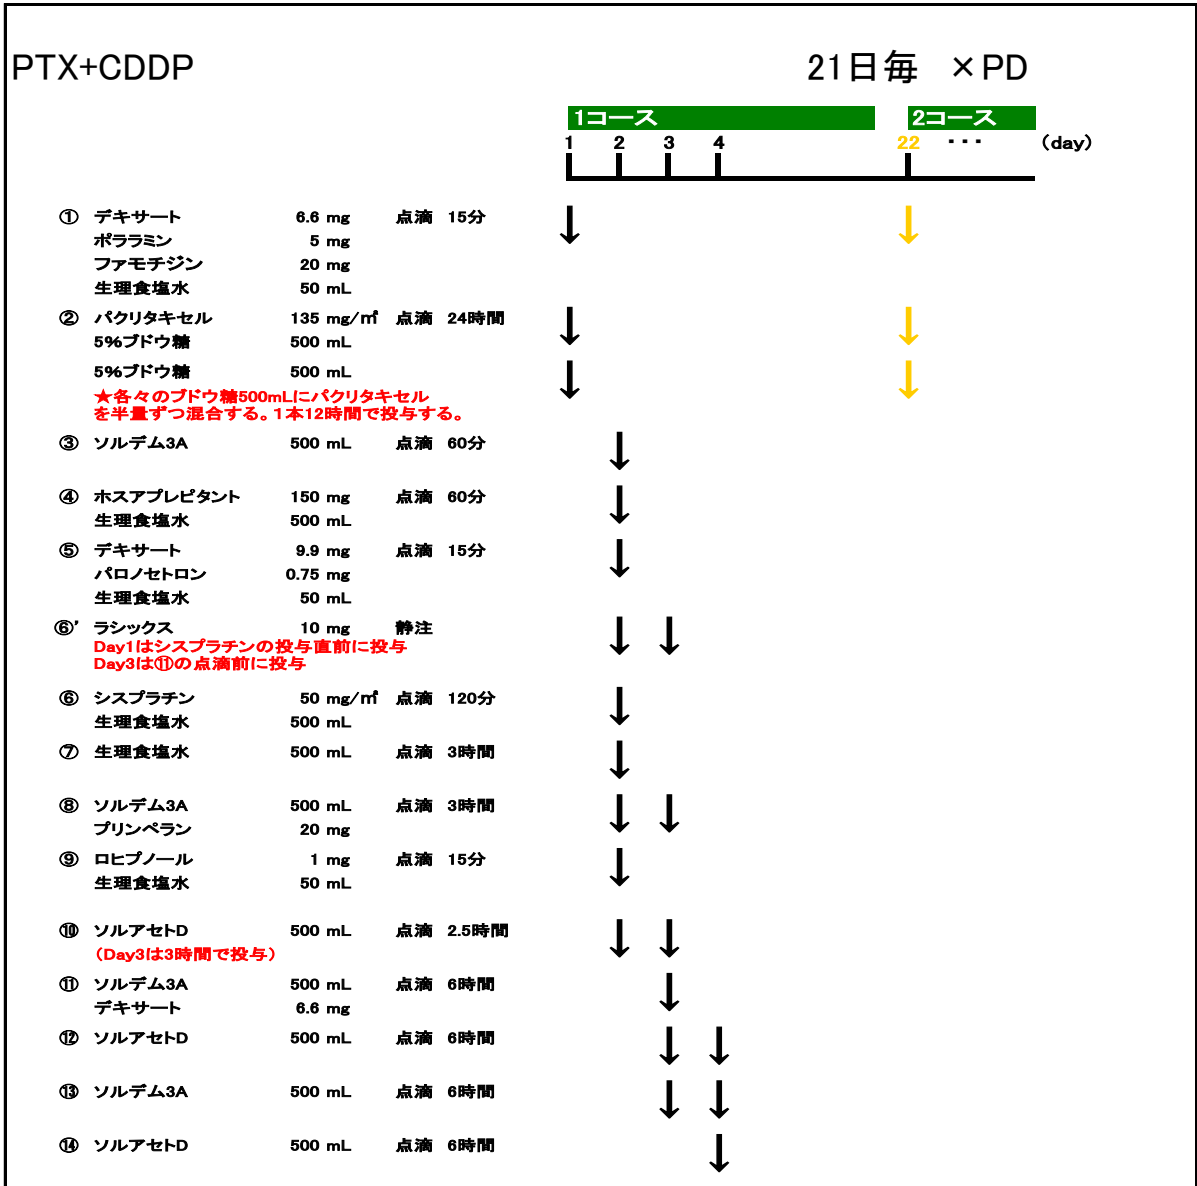 PTX+CDDP 21日毎 ×PD
1コース 2コース
1 2 3 4 22 ・・・ (day)
① デキサート 6.6 mg 点滴 15分
ポララミン 5 mg
ファモチジン 20 mg
生理食塩水 50 mL
② パクリタキセル 135 mg/㎡ 点滴 24時間
5%ブドウ糖 500 mL
5%ブドウ糖 500 mL
★各々のブドウ糖500mLにパクリタキセル
を半量ずつ混合する。1本12時間で投与する。
③ ソルデム3A 500 mL 点滴 60分
④ ホスアプレピタント 150 mg 点滴 60分
生理食塩水 500 mL
⑤ デキサート 9.9 mg 点滴 15分
パロノセトロン 0.75 mg
生理食塩水 50 mL
⑥' ラシックス 10 mg 静注
Day1はシスプラチンの投与直前に投与
Day3は⑪の点滴前に投与
⑥ シスプラチン 50 mg/㎡ 点滴 120分
生理食塩水 500 mL
⑦ 生理食塩水 500 mL 点滴 3時間
⑧ ソルデム3A 500 mL 点滴 3時間
プリンペラン 20 mg
⑨ ロヒプノール 1 mg 点滴 15分
生理食塩水 50 mL
⑩ ソルアセトD 500 mL 点滴 2.5時間
(Day3は3時間で投与)
⑪ ソルデム3A 500 mL 点滴 6時間
デキサート 6.6 mg
⑫ ソルアセトD 500 mL 点滴 6時間
⑬ ソルデム3A 500 mL 点滴 6時間
⑭ ソルアセトD 500 mL 点滴 6時間